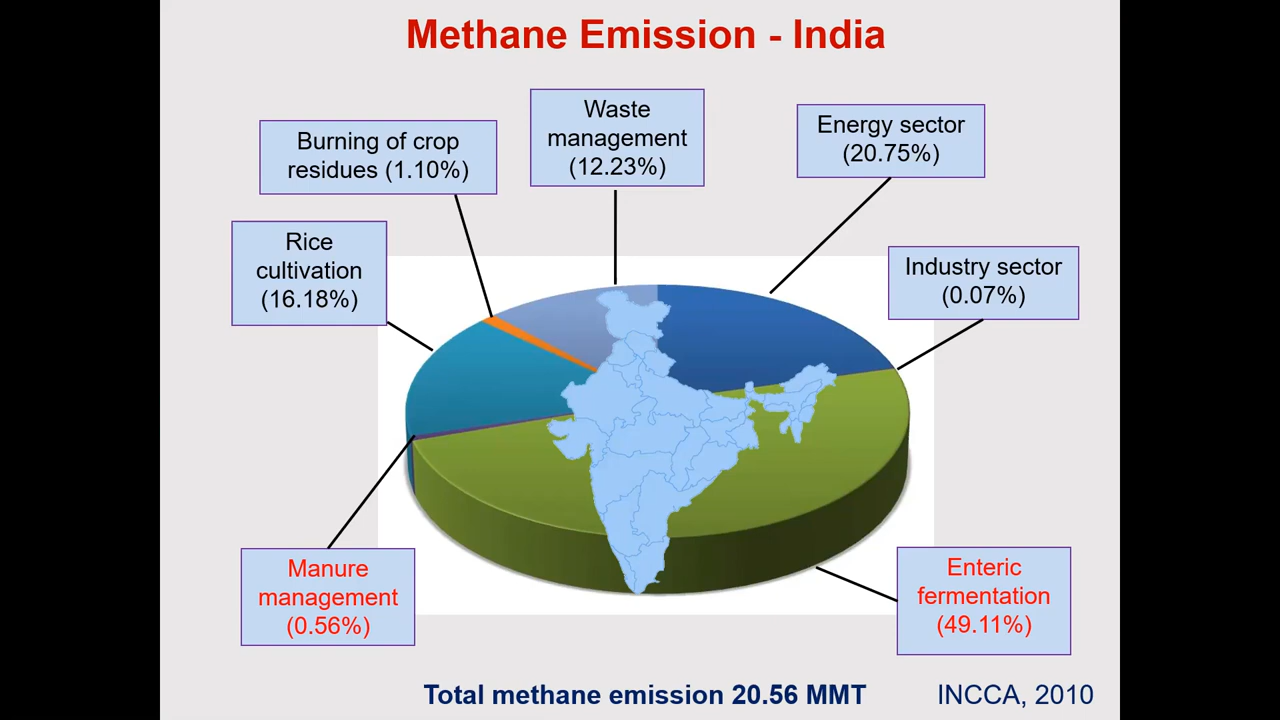 Methane Emission - India
Waste
management
(12.23%)
Energy sector
(20.75%)
Burning of crop
residues (1.10%)
Rice
cultivation
(16.18%)
Industry sector
(0.07%)
Manure
management
(0.56%)
Enteric
fermentation
(49.11%)
Total methane emission 20.56 MMT
INCCA, 2010